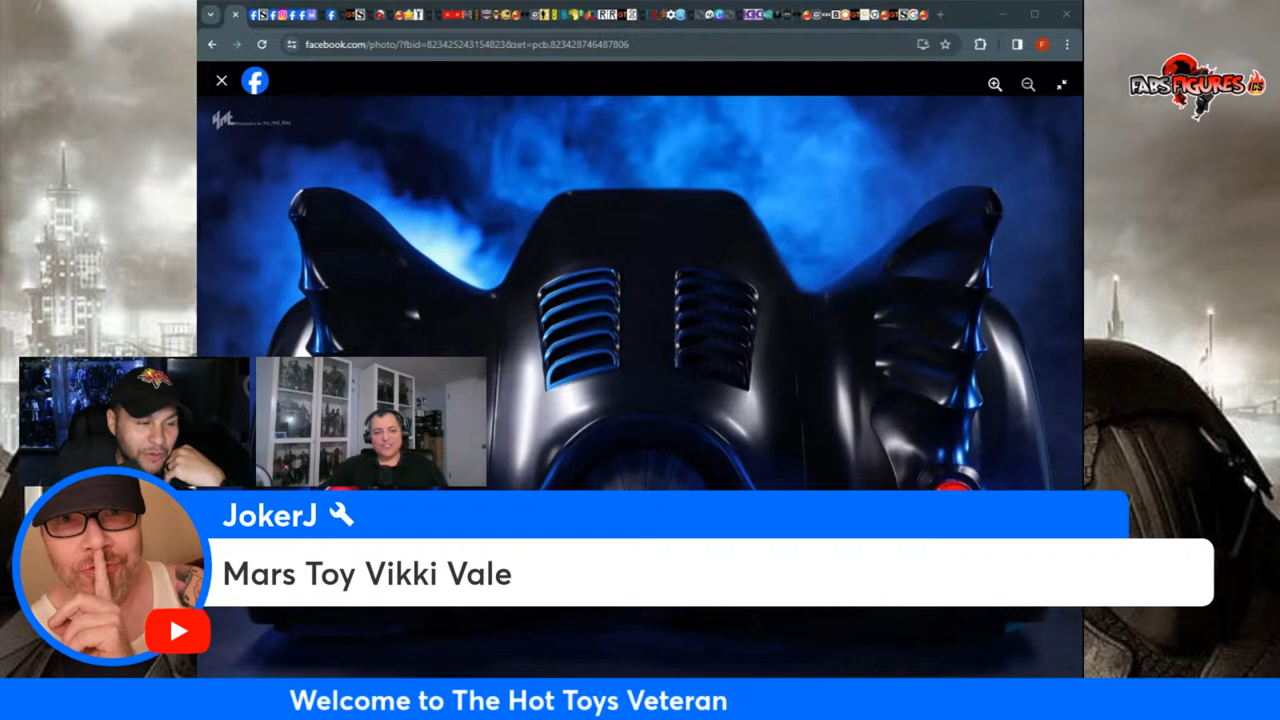 facebook.com/photo/?fbid=823425243154823&set=pcb.823428746487806
FABS FIGURES
JokerJ
Mars Toy Vikki Vale
Welcome to The Hot Toys Veteran